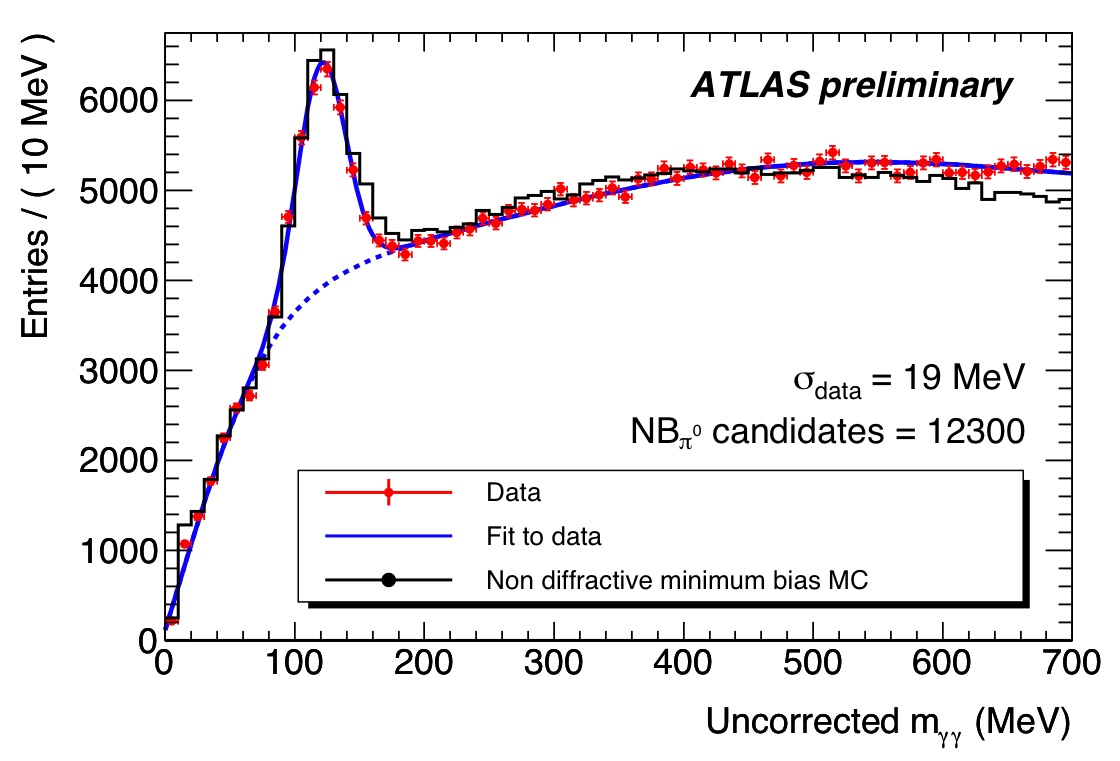 Entries / ( 10 MeV )
6000
5000
4000
3000
2000
1000
0
ATLAS preliminary
σdata = 19 MeV
NBπ0 candidates = 12300
Data
Fit to data
Non diffractive minimum bias MC
0 100 200 300 400 500 600 700
Uncorrected mγγ (MeV)